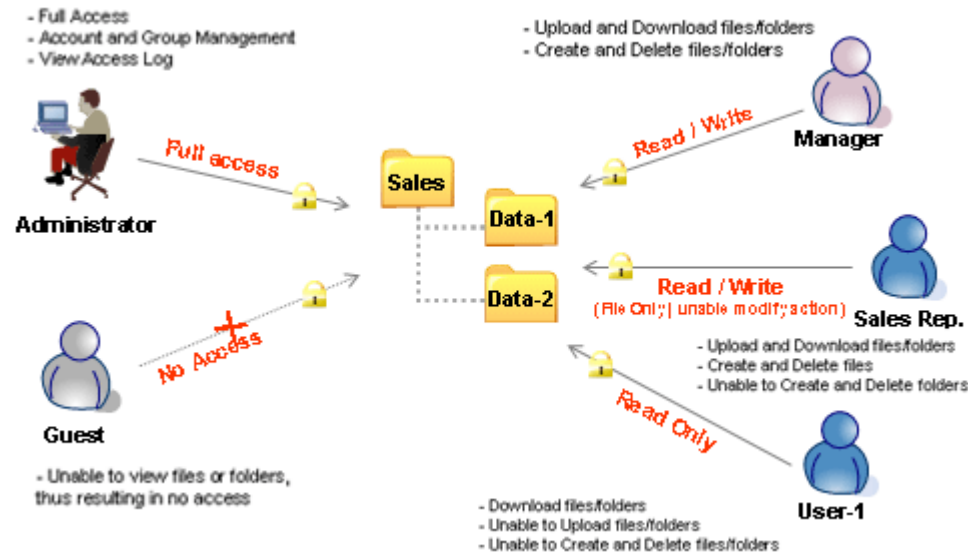 - Full Access
- Account and Group Management
- View Access Log
Administrator
Full access
- Upload and Download files/folders
- Create and Delete files/folders
Manager
Read / Write
Sales
Data-1
Data-2
Read / Write
(File Only| unable modify action)
Sales Rep.
- Upload and Download files/folders
- Create and Delete files
- Unable to Create and Delete folders
No Access
Guest
- Unable to view files or folders,
thus resulting in no access
Read Only
User-1
- Download files/folders
- Unable to Upload files/folders
- Unable to Create and Delete files/folders